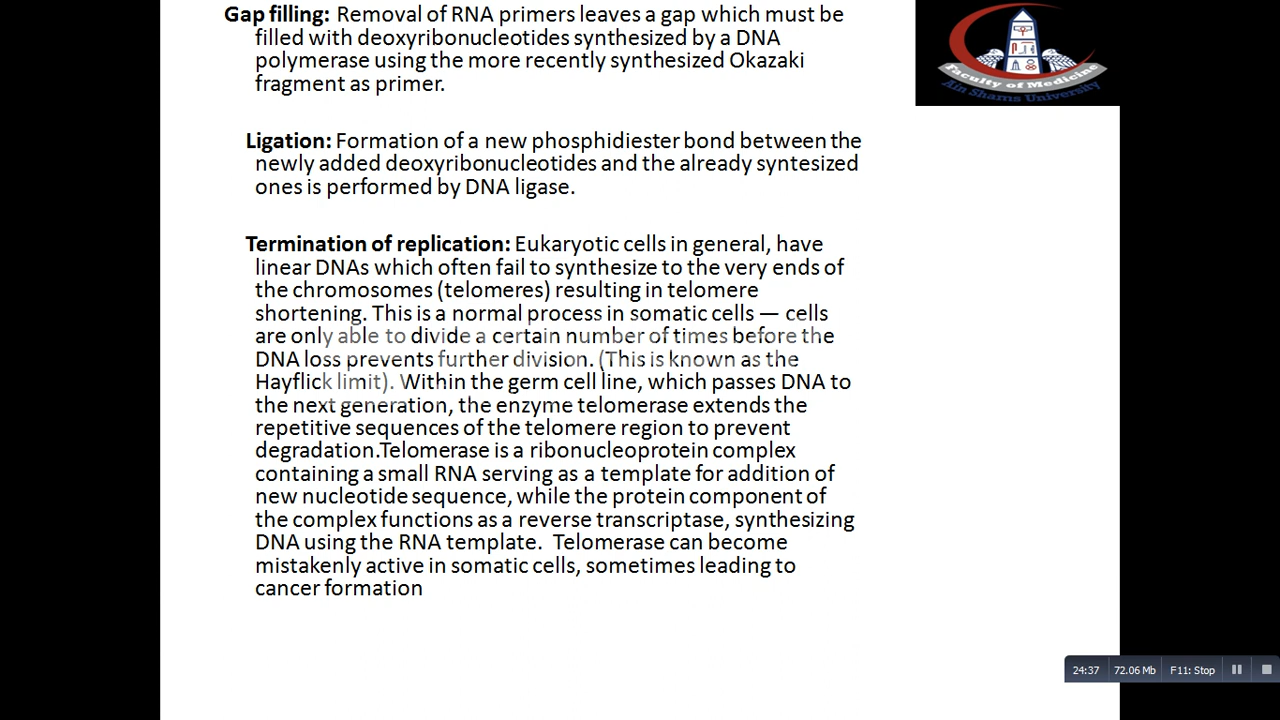 Gap filling: Removal of RNA primers leaves a gap which must be
filled with deoxyribonucleotides synthesized by a DNA
polymerase using the more recently synthesized Okazaki
fragment as primer.
Faculty of Medicine
Ain Shams University
Ligation: Formation of a new phosphidiester bond between the
newly added deoxyribonucleotides and the already syntesized
ones is performed by DNA ligase.
Termination of replication: Eukaryotic cells in general, have
linear DNAs which often fail to synthesize to the very ends of
the chromosomes (telomeres) resulting in telomere
shortening. This is a normal process in somatic cells — cells
are only able to divide a certain number of times before the
DNA loss prevents further division. (This is known as the
Hayflick limit). Within the germ cell line, which passes DNA to
the next generation, the enzyme telomerase extends the
repetitive sequences of the telomere region to prevent
degradation.Telomerase is a ribonucleoprotein complex
containing a small RNA serving as a template for addition of
new nucleotide sequence, while the protein component of
the complex functions as a reverse transcriptase, synthesizing
DNA using the RNA template.  Telomerase can become
mistakenly active in somatic cells, sometimes leading to
cancer formation
24:37 72.06 Mb F11: Stop